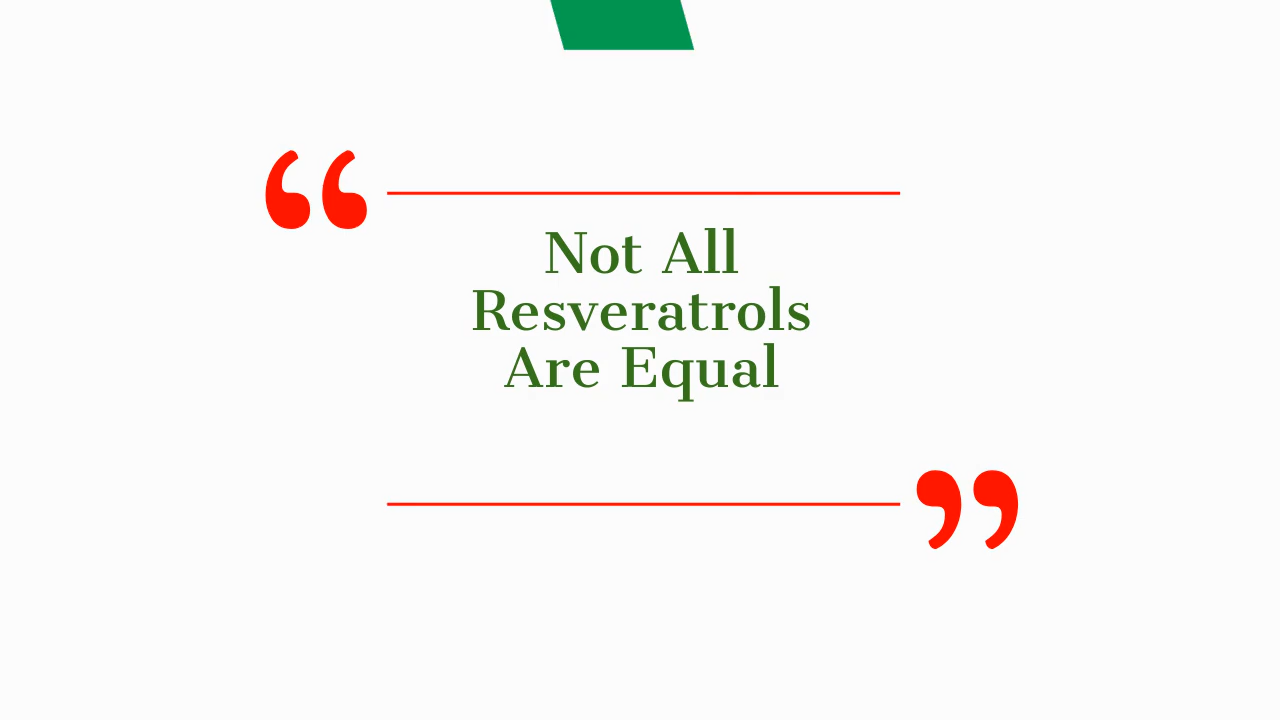 “
Not All
Resveratrols
Are Equal
”